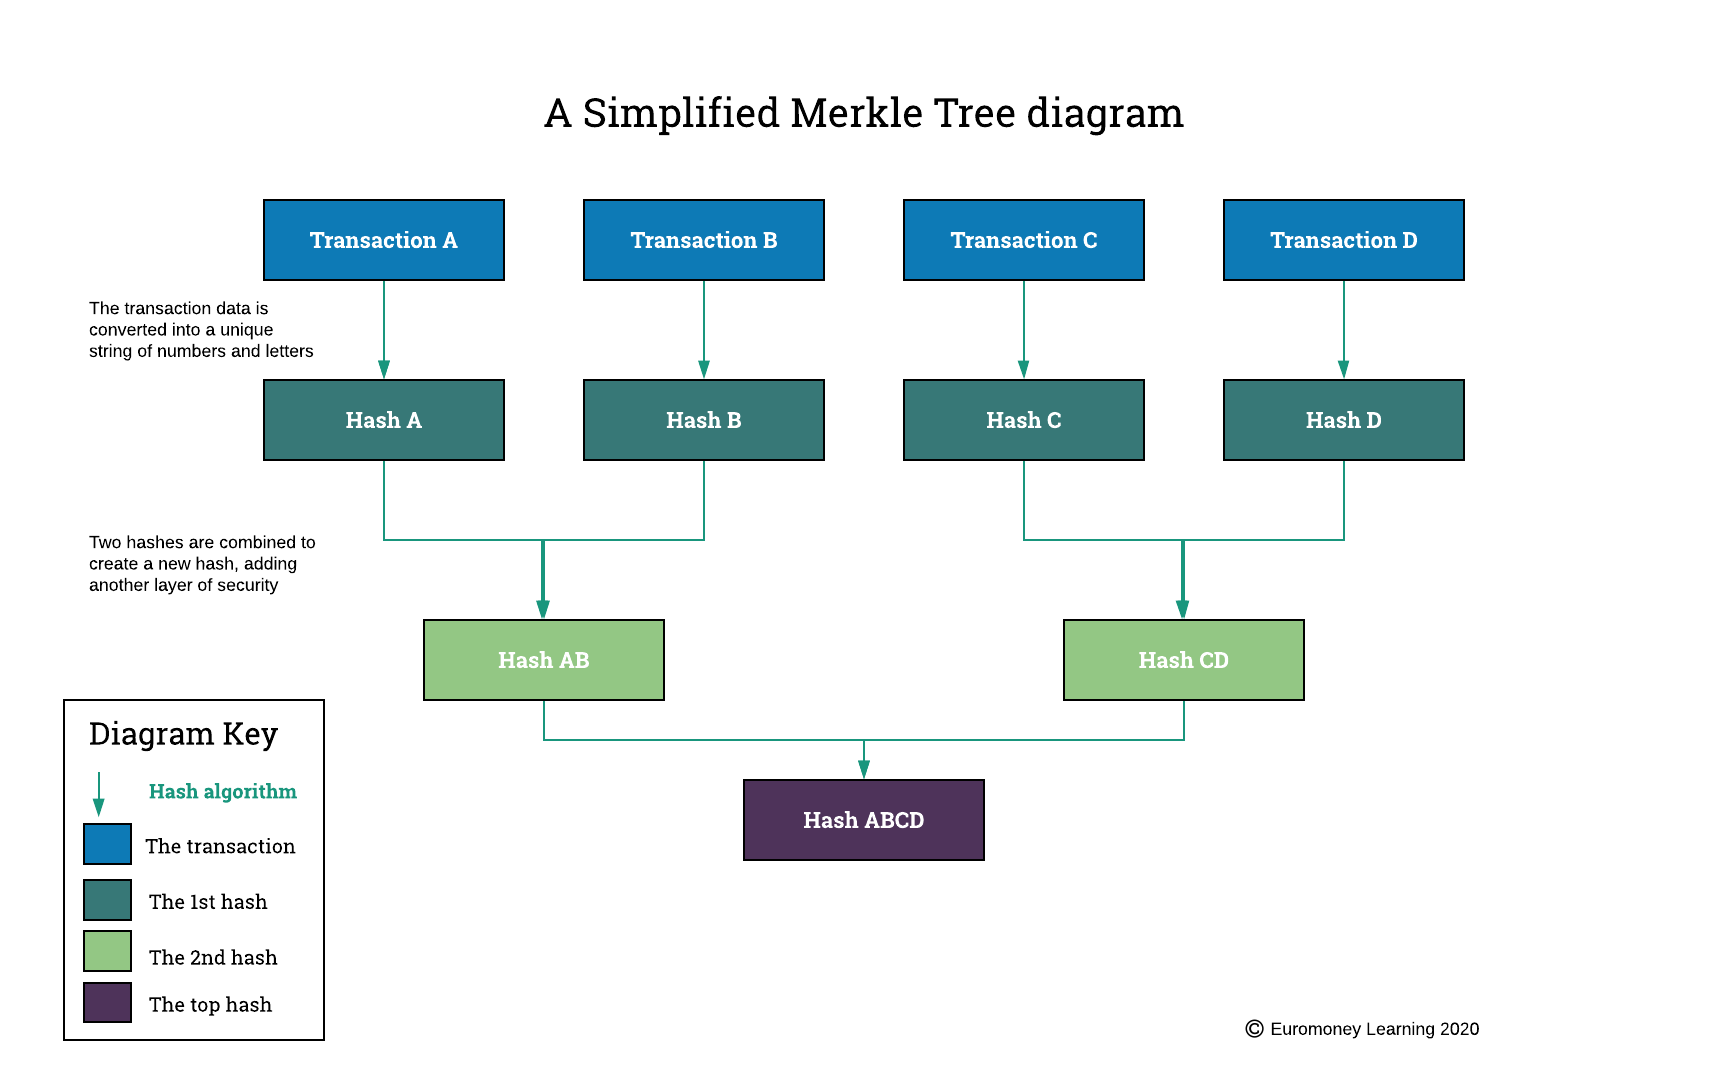 A Simplified Merkle Tree diagram
Transaction A
Transaction B
Transaction C
Transaction D
The transaction data is
converted into a unique
string of numbers and letters
Hash A
Hash B
Hash C
Hash D
Two hashes are combined to
create a new hash, adding
another layer of security
Hash AB
Hash CD
Hash ABCD
Diagram Key
Hash algorithm
The transaction
The 1st hash
The 2nd hash
The top hash
© Euromoney Learning 2020